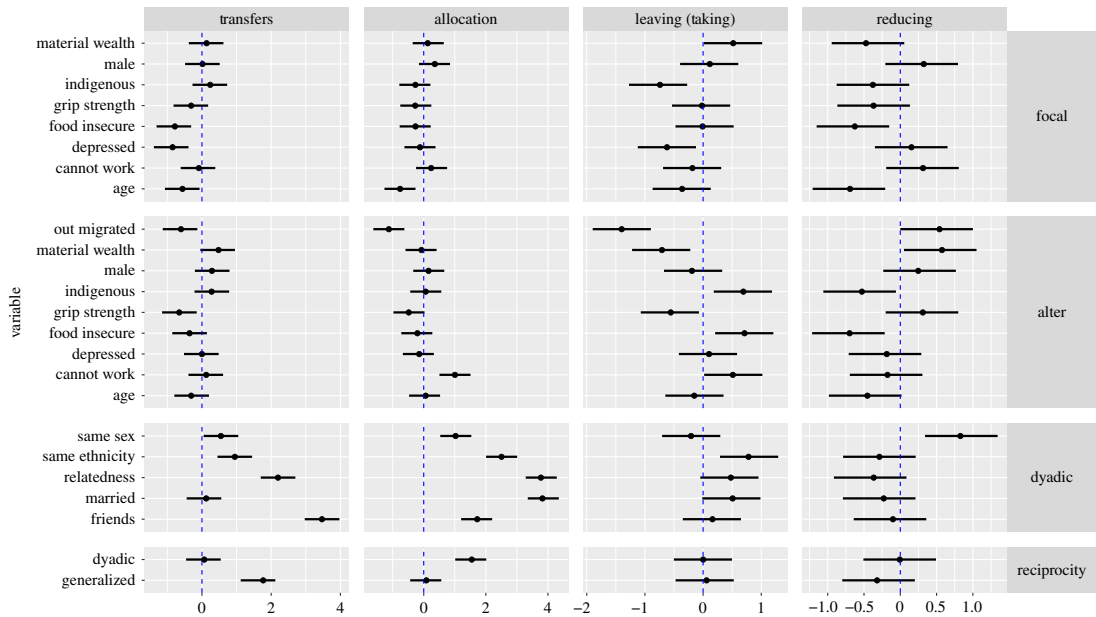 transfers allocation leaving (taking) reducing
material wealth
male
indigenous
grip strength
food insecure
depressed
cannot work
age
focal
out migrated
material wealth
male
indigenous
grip strength
food insecure
depressed
cannot work
age
alter
variable
same sex
same ethnicity
relatedness
married
friends
dyadic
dyadic
generalized
reciprocity
0 2 4 0 2 4 −2 −1 0 1 −1.0 −0.5 0 0.5 1.0